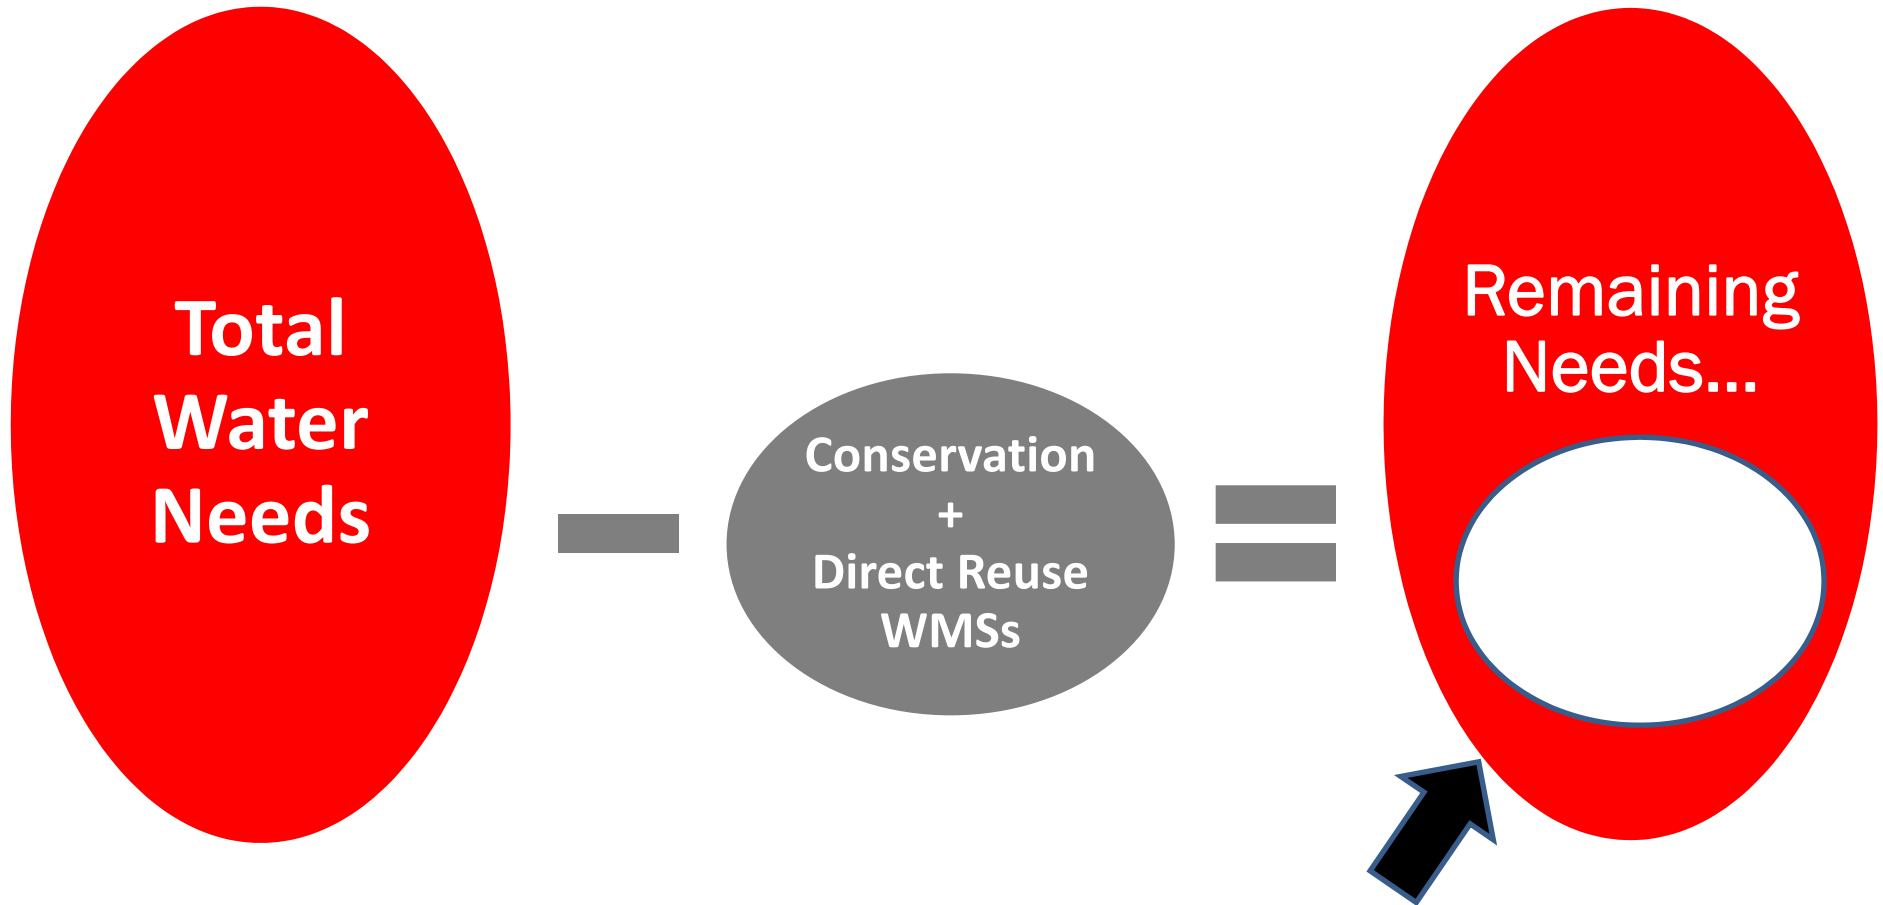 Total
Water
Needs
Conservation
+
Direct Reuse
WMSs
Remaining
Needs...